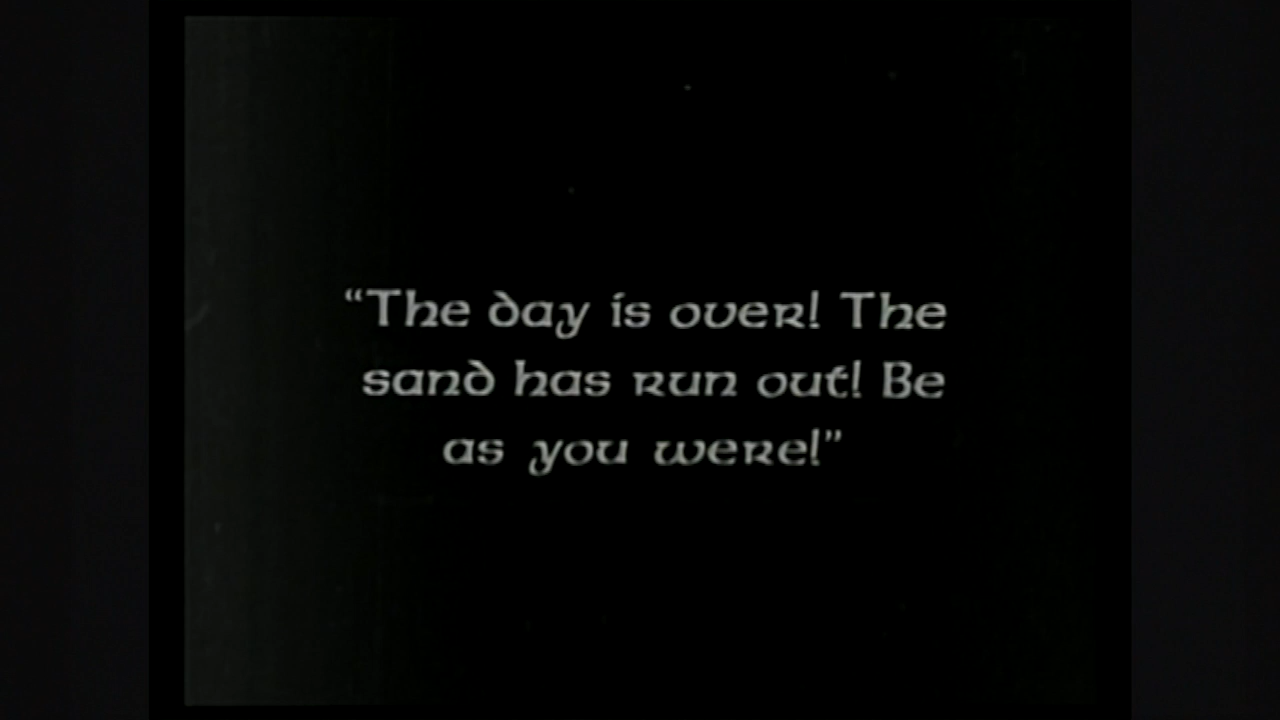 “The day is over! The
sand has run out! Be
as you were!”